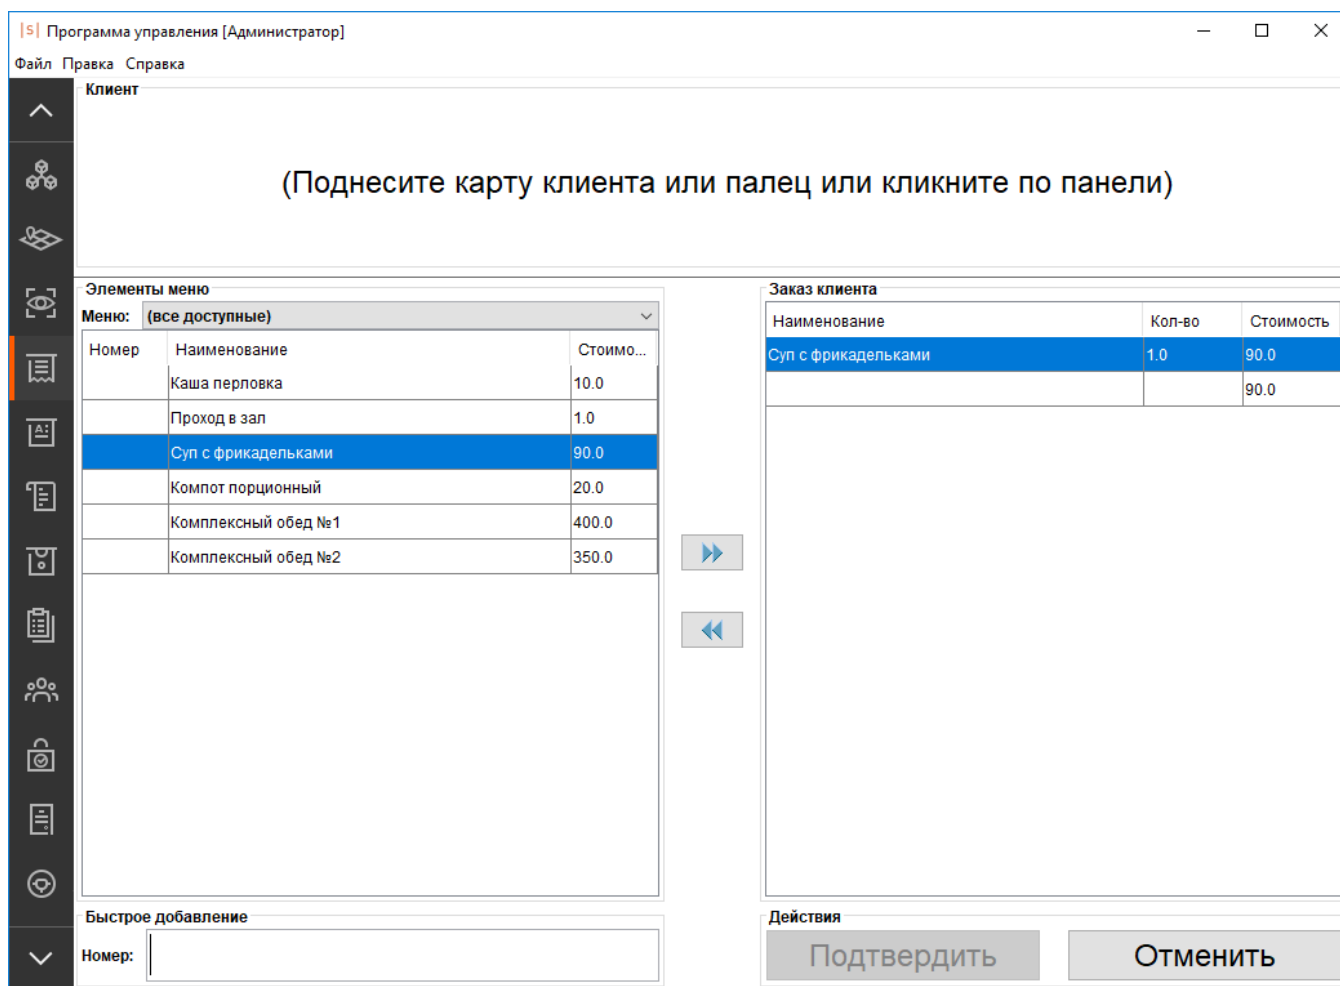 |S| Программа управления [Администратор]
Файл Правка Справка
Клиент
(Поднесите карту клиента или палец или кликните по панели)
Элементы меню
Меню: (все доступные)
Номер Наименование Стоимо...
Каша перловка 10.0
Проход в зал 1.0
Суп с фрикадельками 90.0
Компот порционный 20.0
Комплексный обед №1 400.0
Комплексный обед №2 350.0
Заказ клиента
Наименование Кол-во Стоимость
Суп с фрикадельками 1.0 90.0
90.0
Быстрое добавление
Номер:
Действия
Подтвердить Отменить